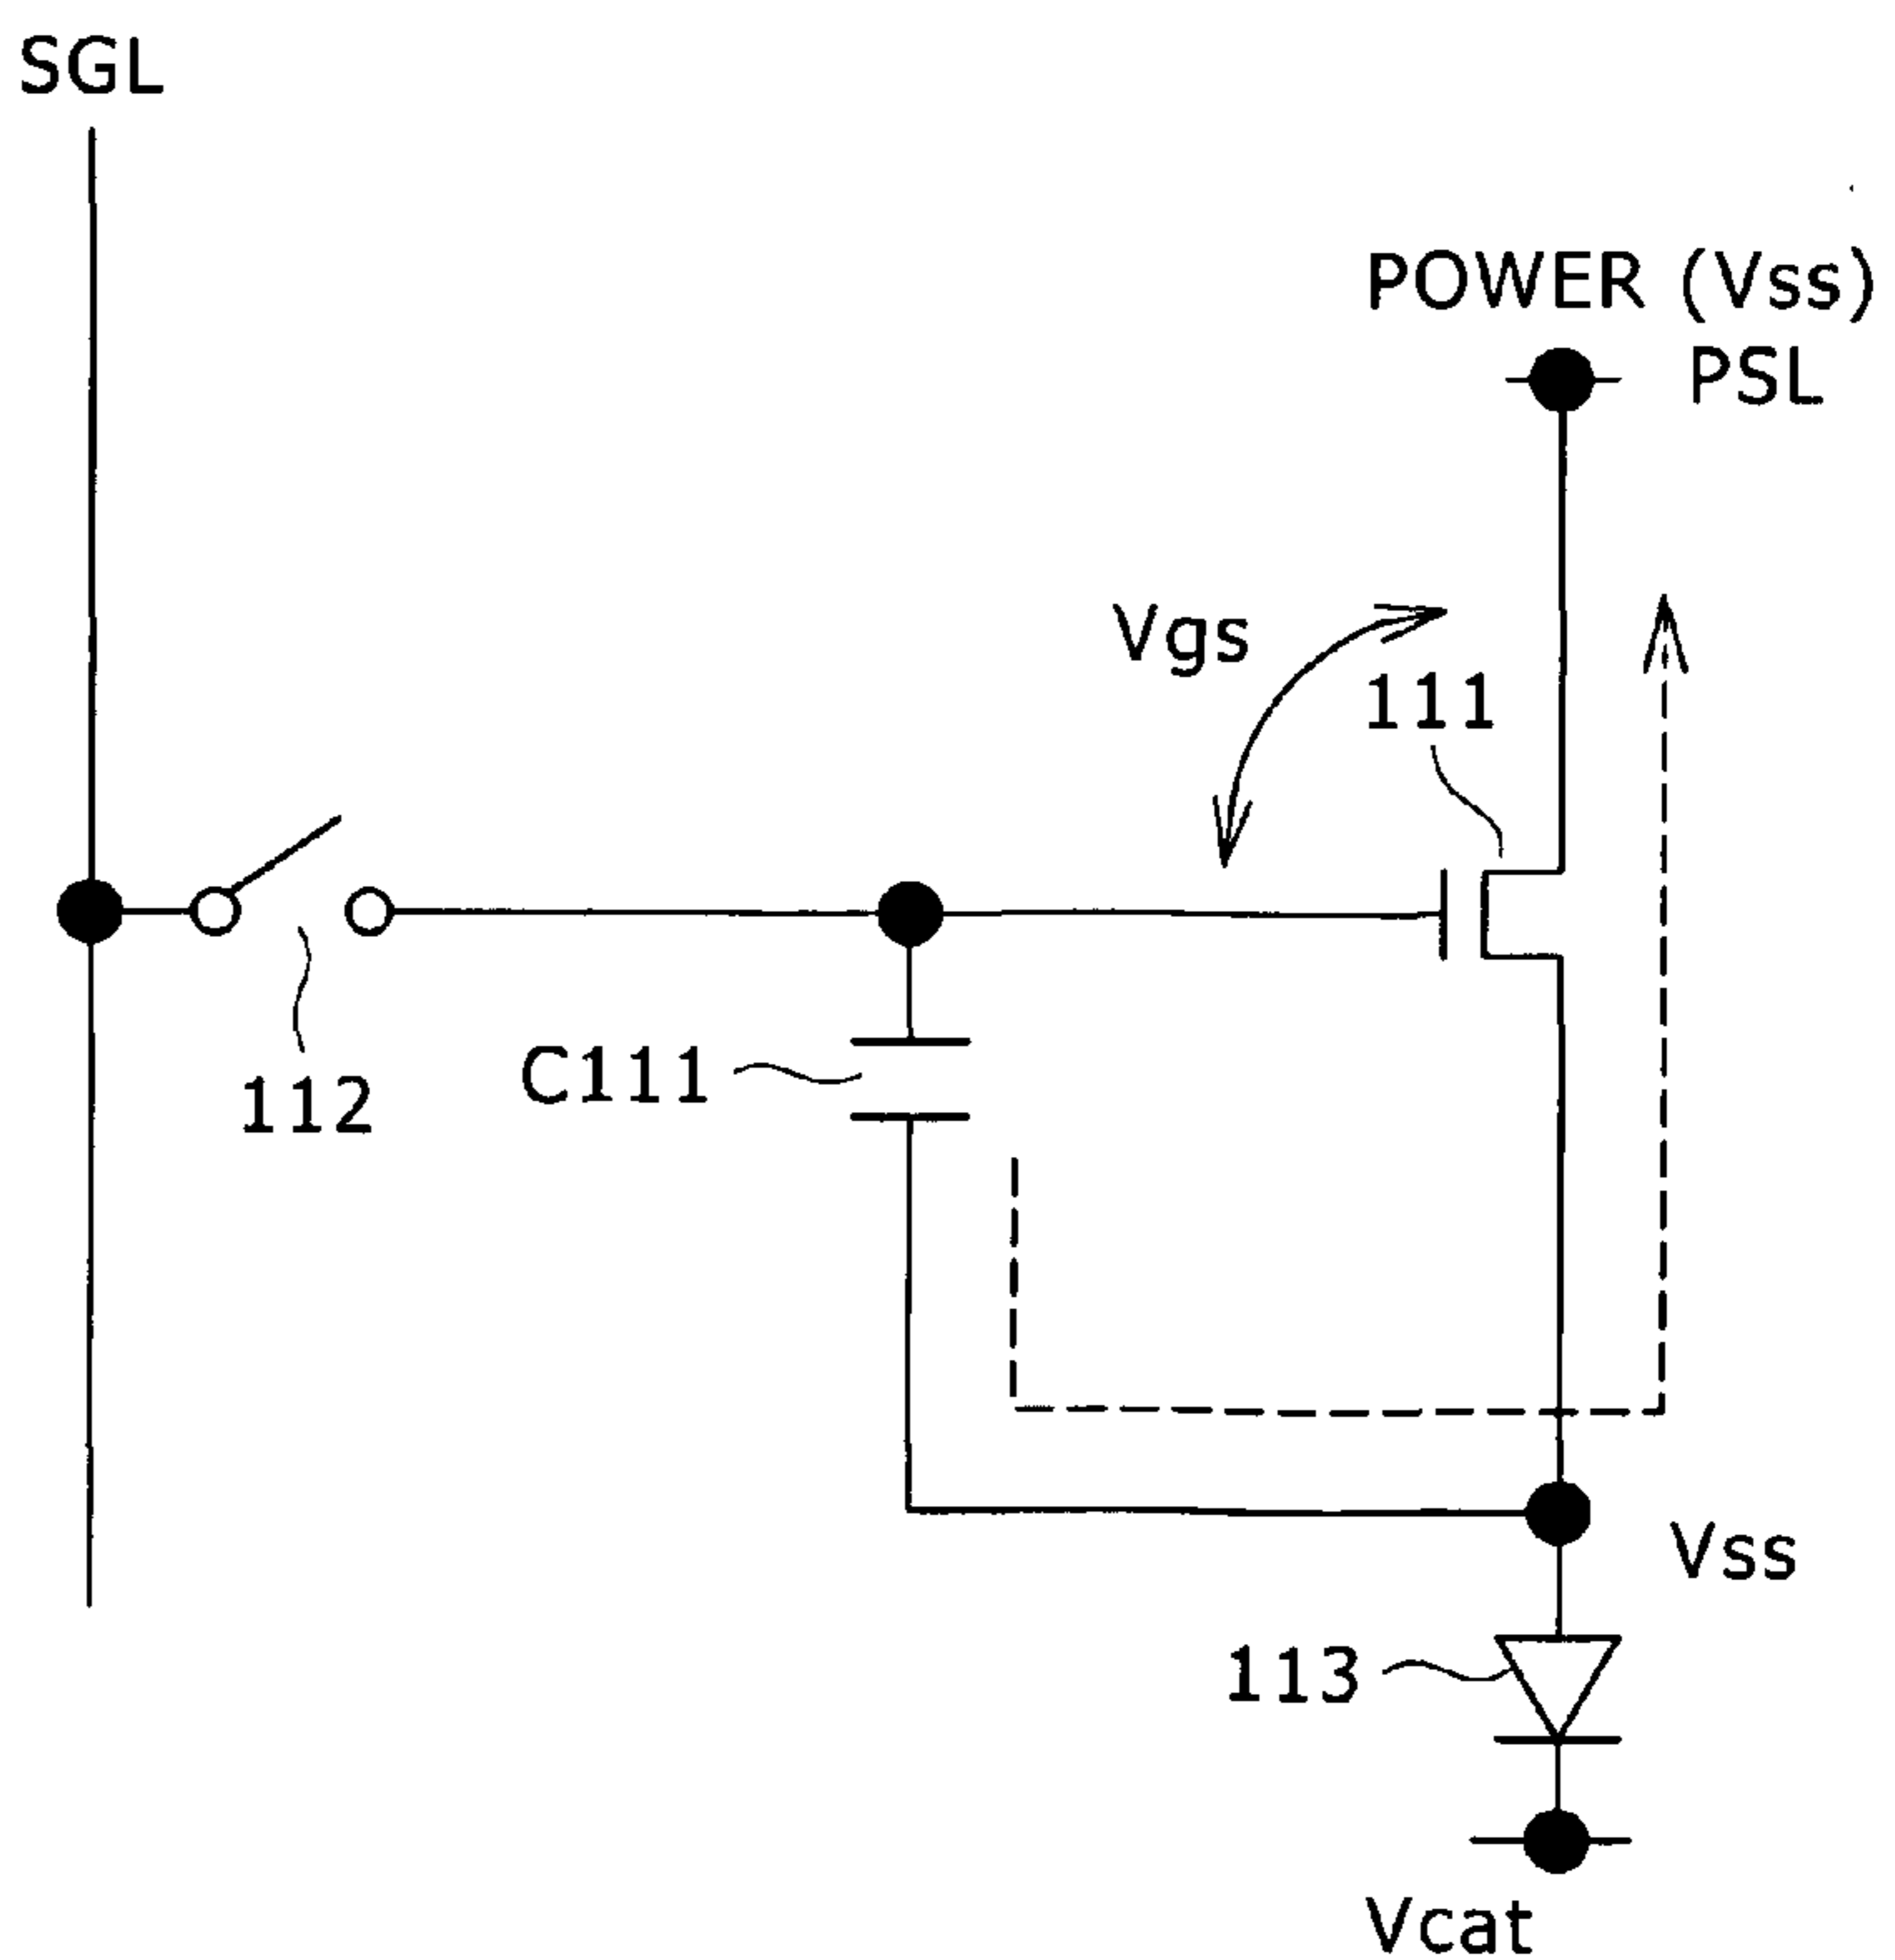 SGL
POWER (Vss)
PSL
Vgs
111
112
C111
Vss
113
Vcat